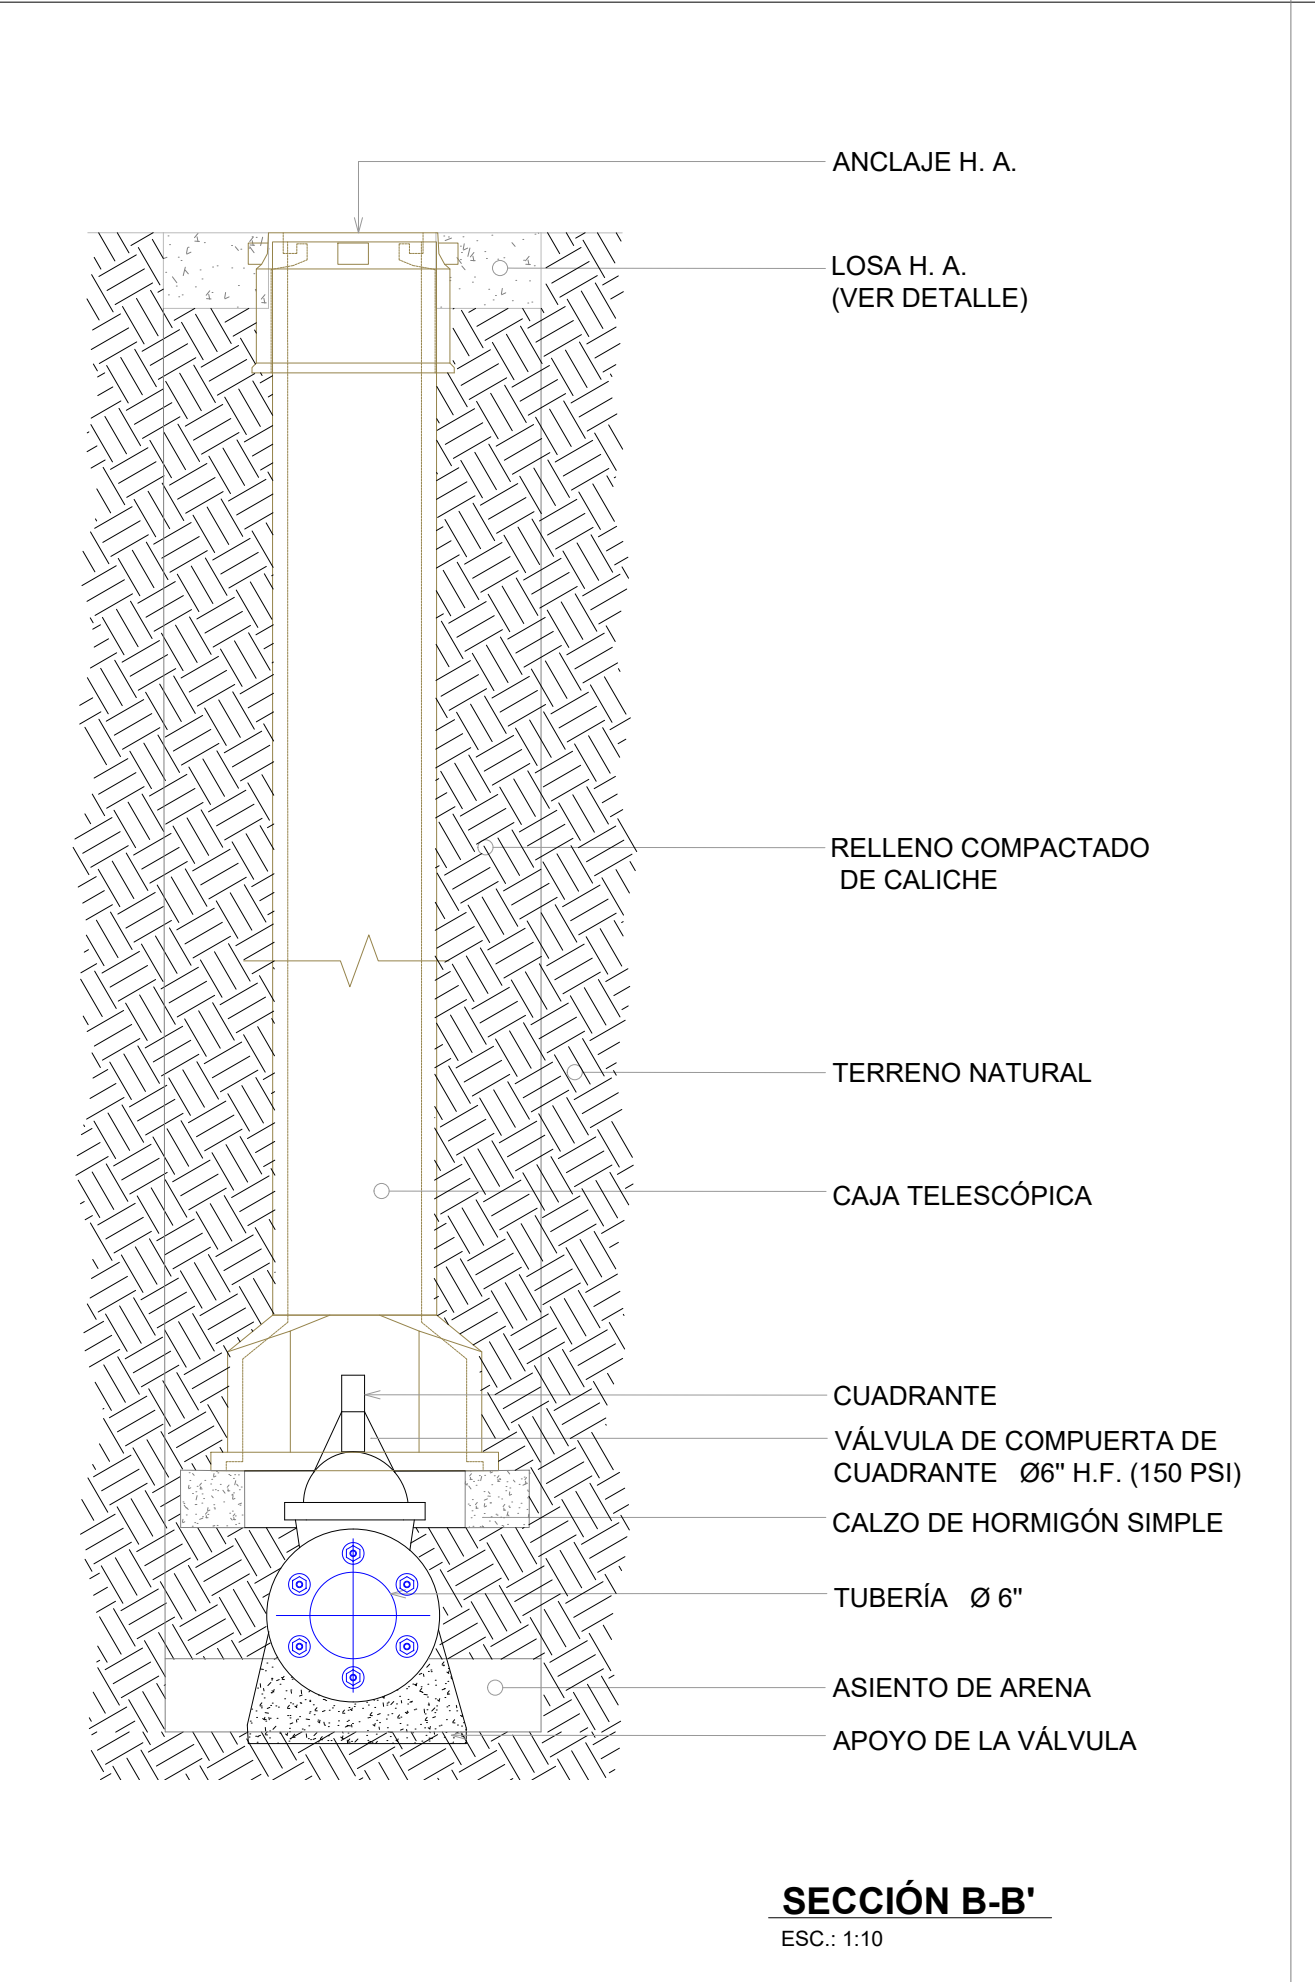 ANCLAJE H. A.
LOSA H. A.
(VER DETALLE)
RELLENO COMPACTADO
DE CALICHE
TERRENO NATURAL
CAJA TELESCÓPICA
CUADRANTE
VÁLVULA DE COMPUERTA DE
CUADRANTE Ø6" H.F. (150 PSI)
CALZO DE HORMIGÓN SIMPLE
TUBERÍA Ø 6"
ASIENTO DE ARENA
APOYO DE LA VÁLVULA
SECCIÓN B-B'
ESC.: 1:10